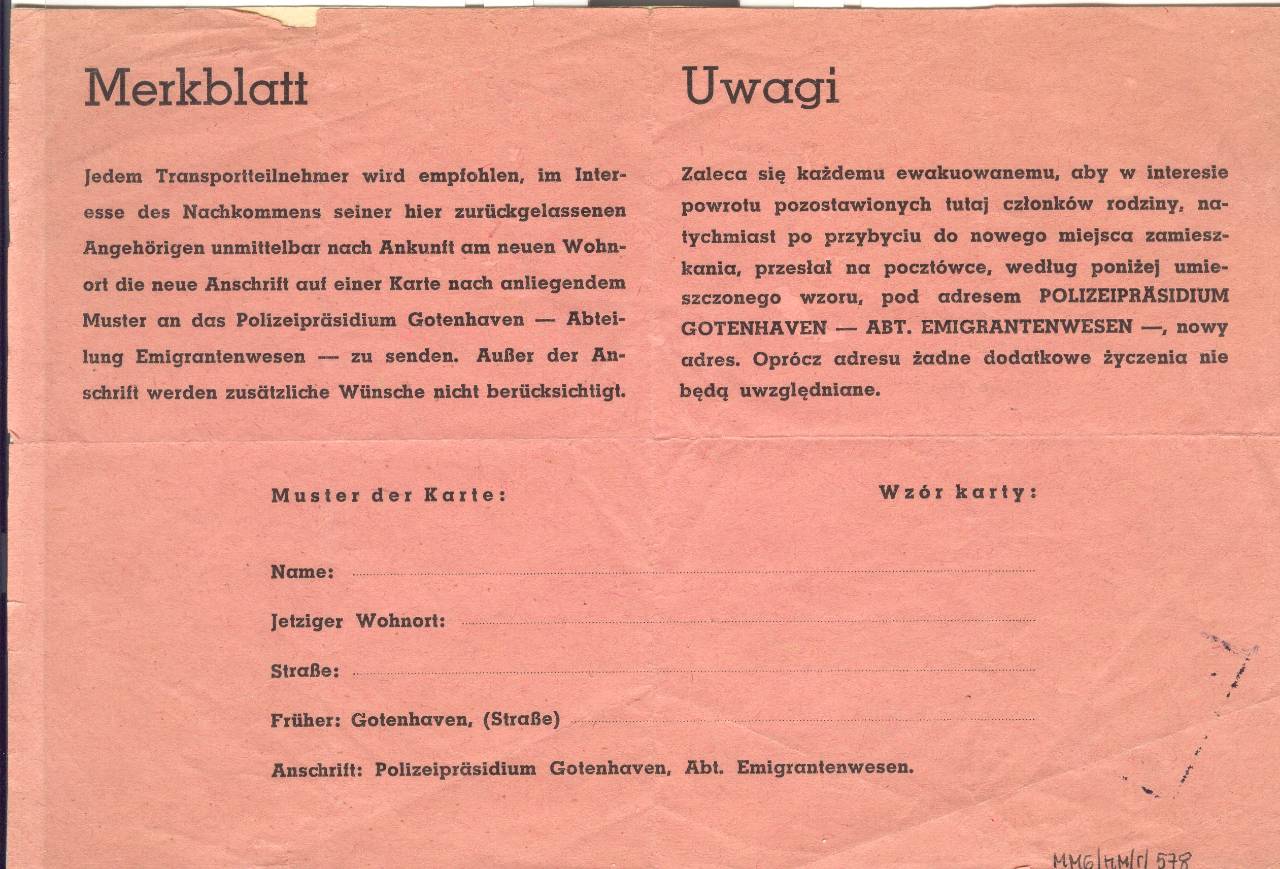 Merkblatt
Jedem Transportteilnehmer wird empfohlen, im Inter-
esse des Nachkommens seiner hier zurückgelassenen
Angehörigen unmittelbar nach Ankunft am neuen Wohn-
ort die neue Anschrift auf einer Karte nach anliegendem
Muster an das Polizeipräsidium Gotenhaven — Abtei-
lung Emigrantenwesen — zu senden. Außer der An-
schrift werden zusätzliche Wünsche nicht berücksichtigt.
Uwagi
Zaleca się każdemu ewakuowanemu, aby w interesie
powrotu pozostawionych tutaj członków rodziny, na-
tychmiast po przybyciu do nowego miejsca zamiesz-
kania, przesłał na pocztówce, według poniżej umie-
szczonego wzoru, pod adresem POLIZEIPRÄSIDIUM
GOTENHAVEN — ABT. EMIGRANTENWESEN —, nowy
adres. Oprócz adresu żadne dodatkowe życzenia nie
będą uwzględniane.
Muster der Karte:
Wzór karty:
Name:
Jetziger Wohnort:
Straße:
Früher: Gotenhaven, (Straße)
Anschrift: Polizeipräsidium Gotenhaven, Abt. Emigrantenwesen.
MMG/HM/I/578